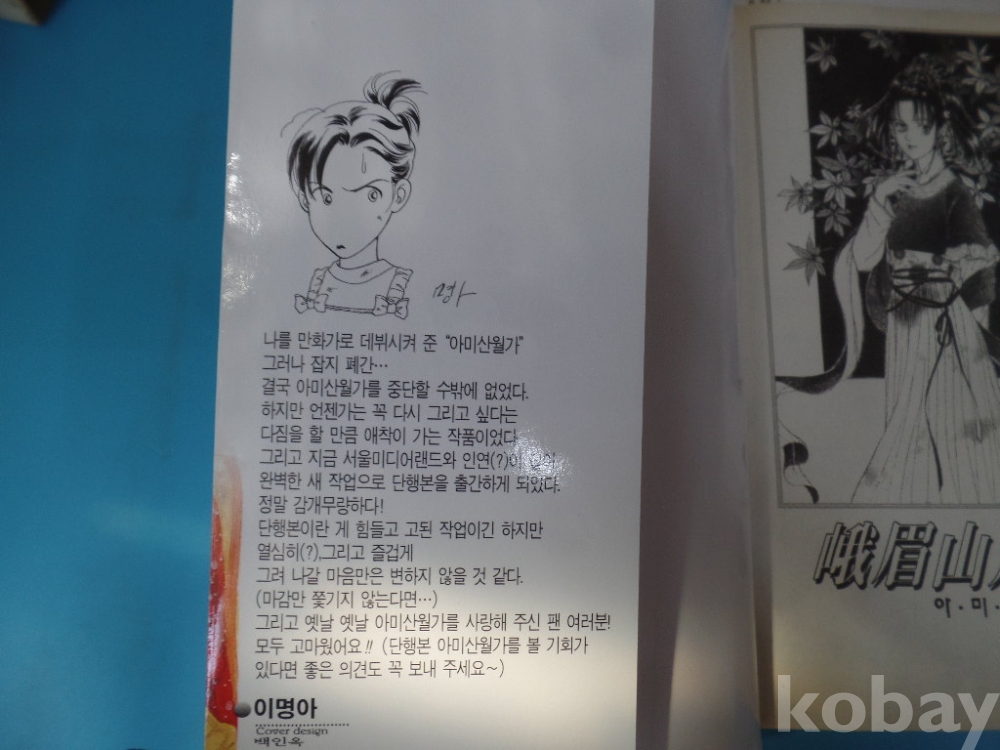 명아
나를 만화가로 데뷔시켜 준 "아미산월가"
그러나 잡지 폐간…
결국 아미산월가를 중단할 수밖에 없었다.
하지만 언젠가는 꼭 다시 그리고 싶다는
다짐을 할 만큼 애착이 가는 작품이었다
그리고 지금 서울미디어랜드와 인연(?)이
완벽한 새 작업으로 단행본을 출간하게 되었다.
정말 감개무량하다!
단행본이란 게 힘들고 고된 작업이긴 하지만
열심히(?),그리고 즐겁게
그려 나갈 마음만은 변하지 않을 것 같다.
(마감만 쫓기지 않는다면…)
그리고 옛날 옛날 아미산월가를 사랑해 주신 팬 여러분!
모두 고마웠어요!! (단행본 아미산월가를 볼 기회가
있다면 좋은 의견도 꼭 보내 주세요~)
이명아
Cover design
백인옥
峨眉山
아·미·
kobay